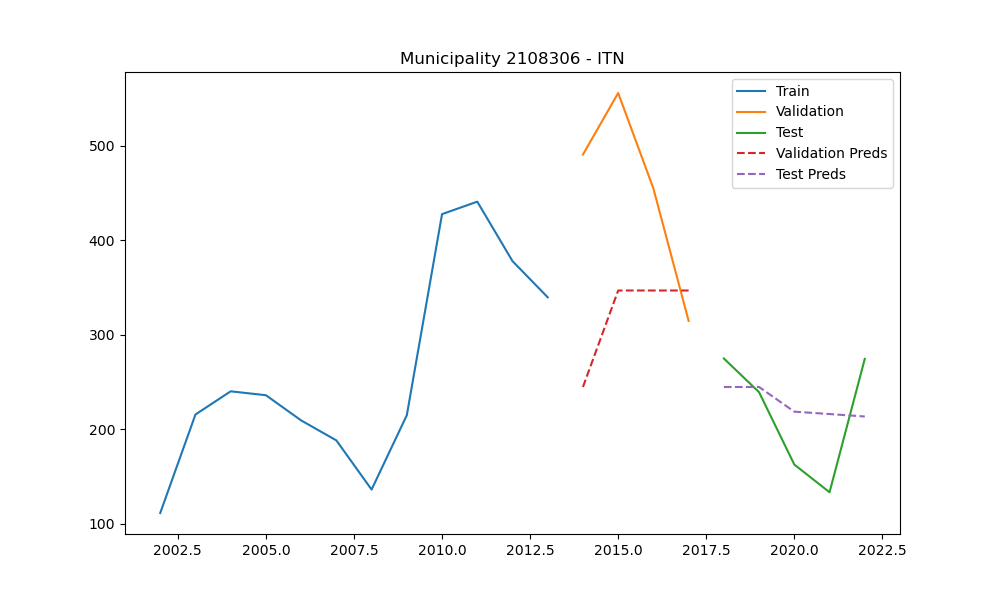 Municipality 2108306 - ITN
Train
Validation
Test
Validation Preds
Test Preds
500
400
300
200
100
2002.5 2005.0 2007.5 2010.0 2012.5 2015.0 2017.5 2020.0 2022.5